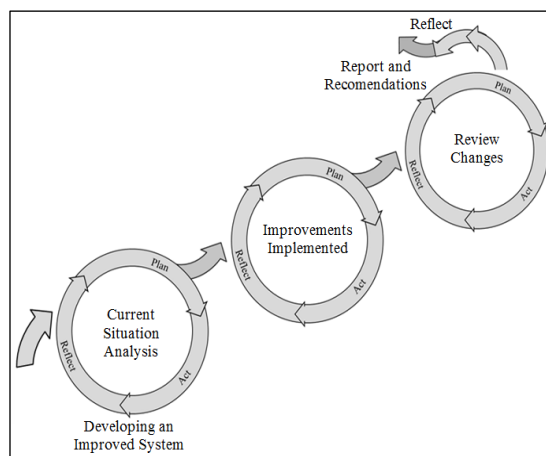 Reflect
Report and
Recomendations
Plan
Review
Changes
Act
Reflect
Plan
Improvements
Implemented
Act
Reflect
Plan
Current
Situation
Analysis
Act
Reflect
Developing an
Improved System